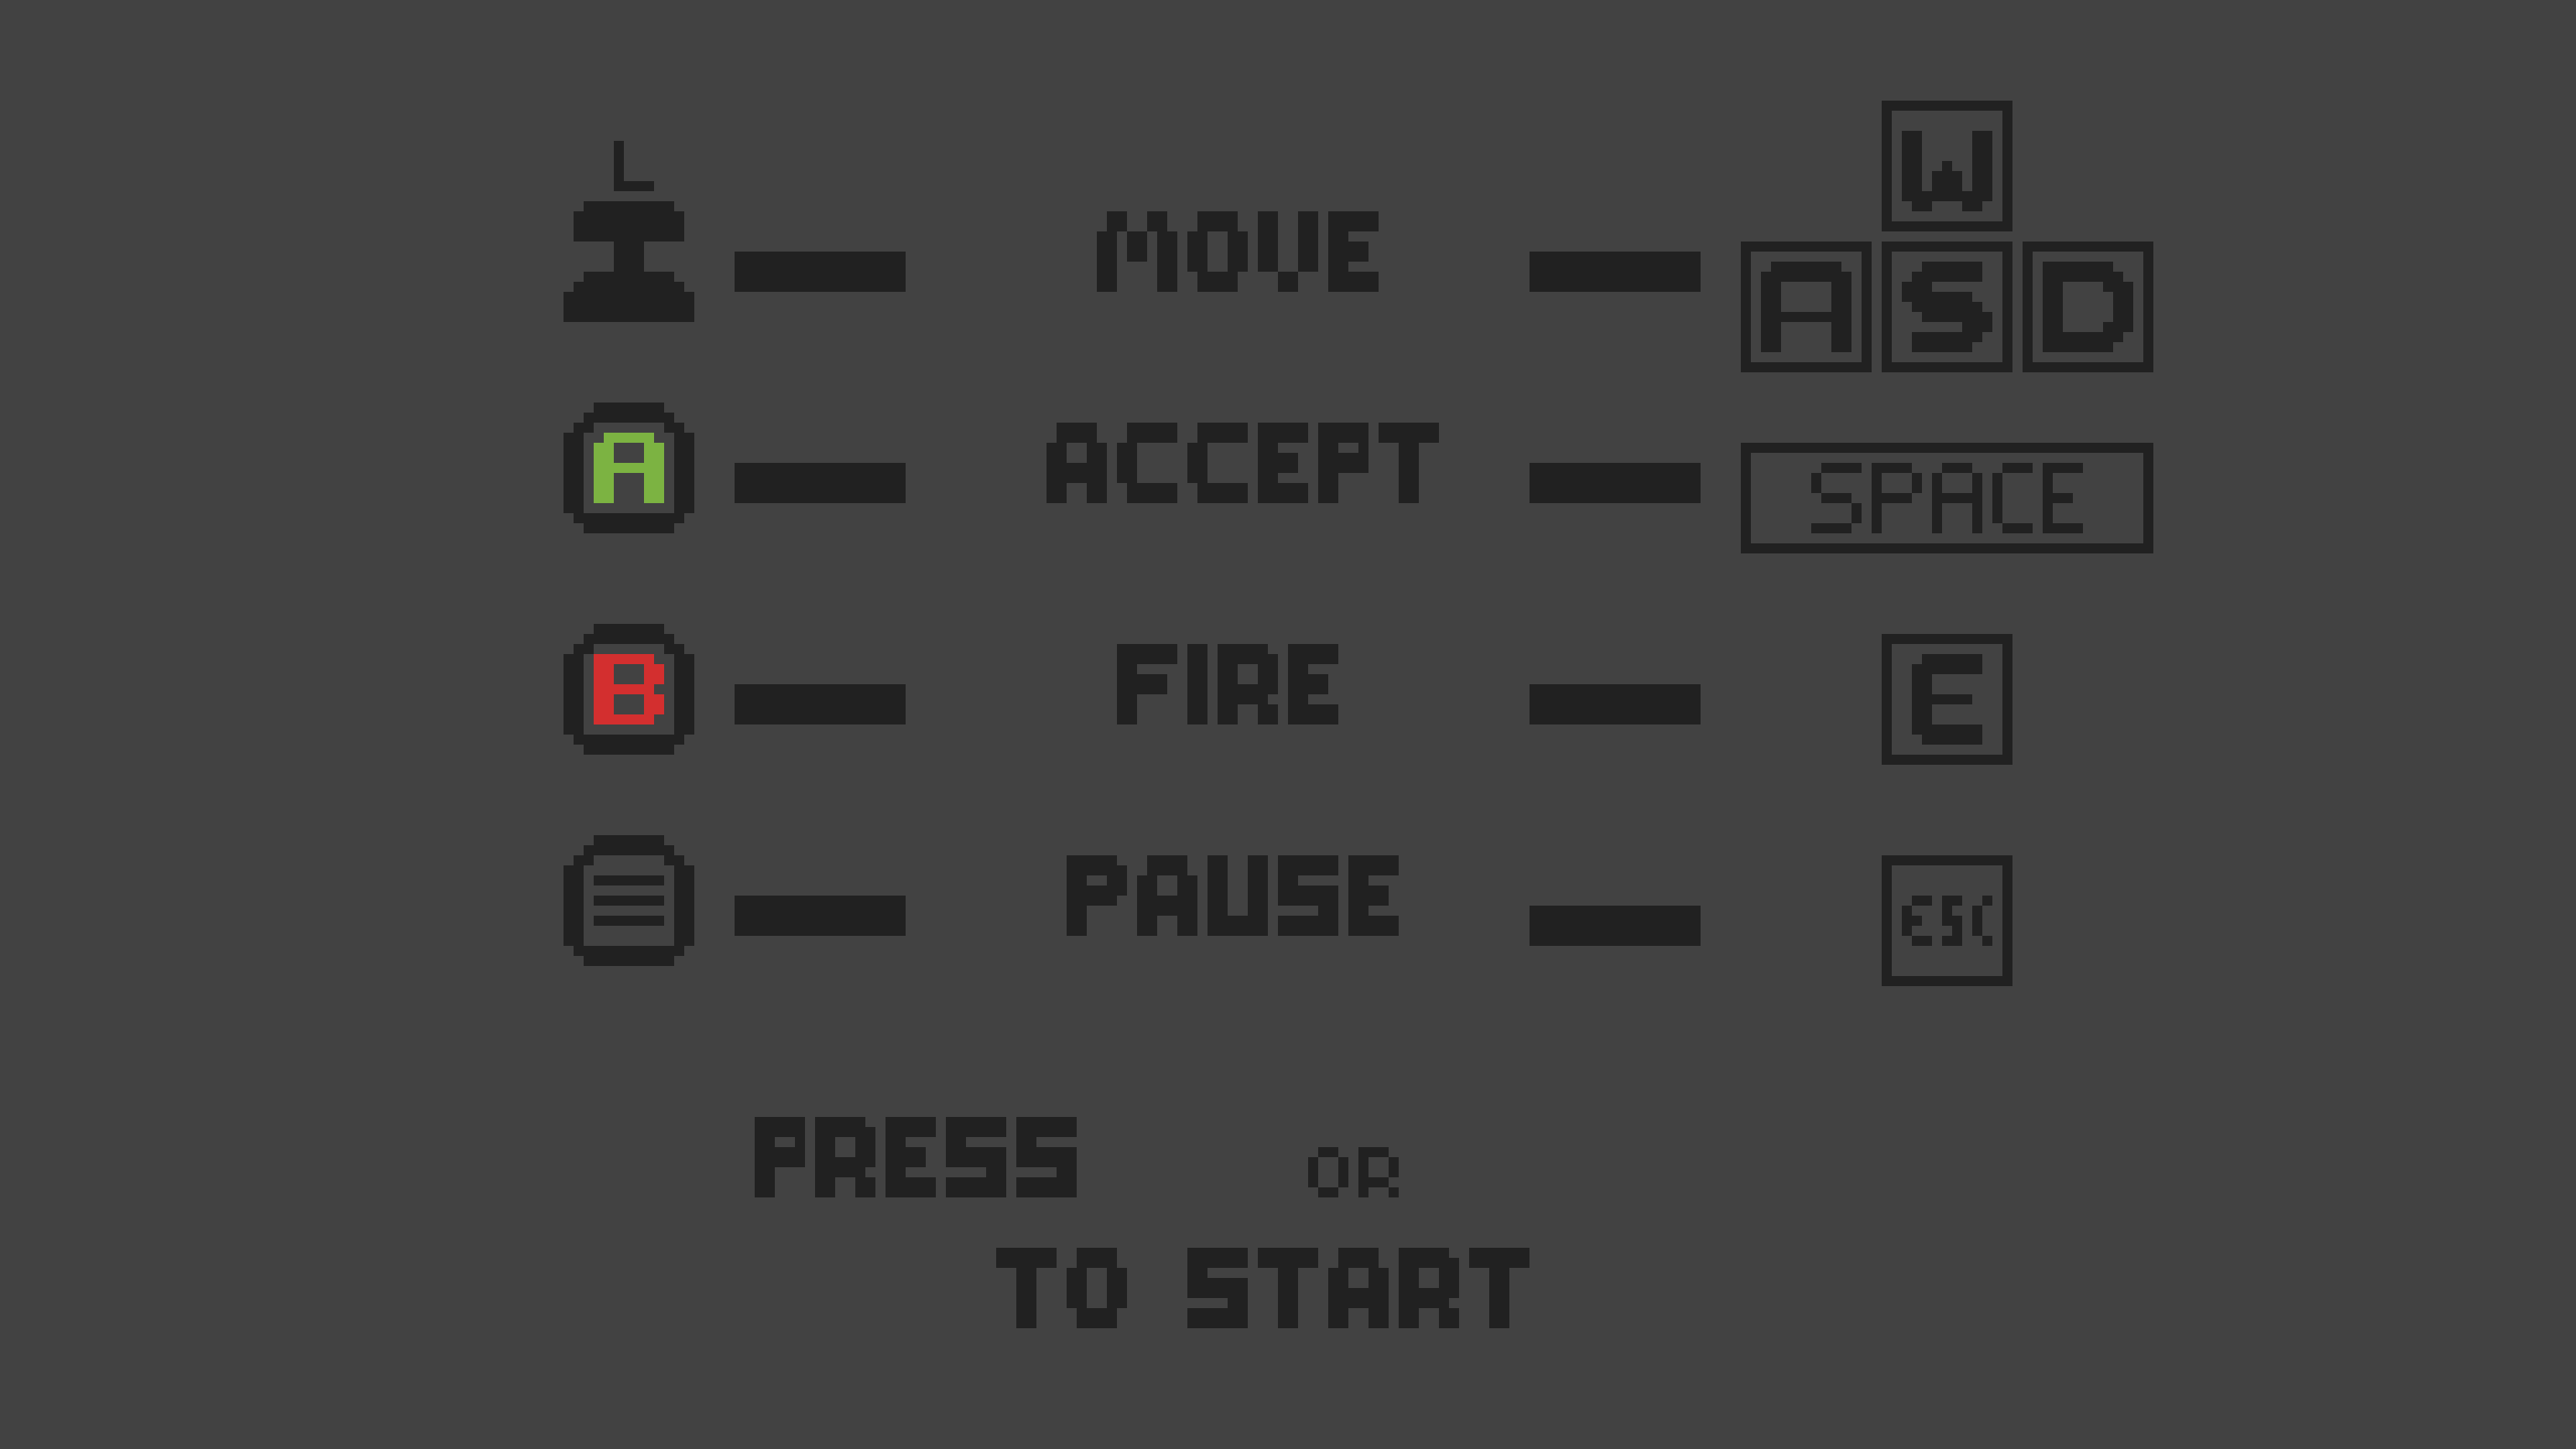 W
L MOVE A S D
A ACCEPT SPACE
B FIRE E
PAUSE ESC
PRESS OR
TO START